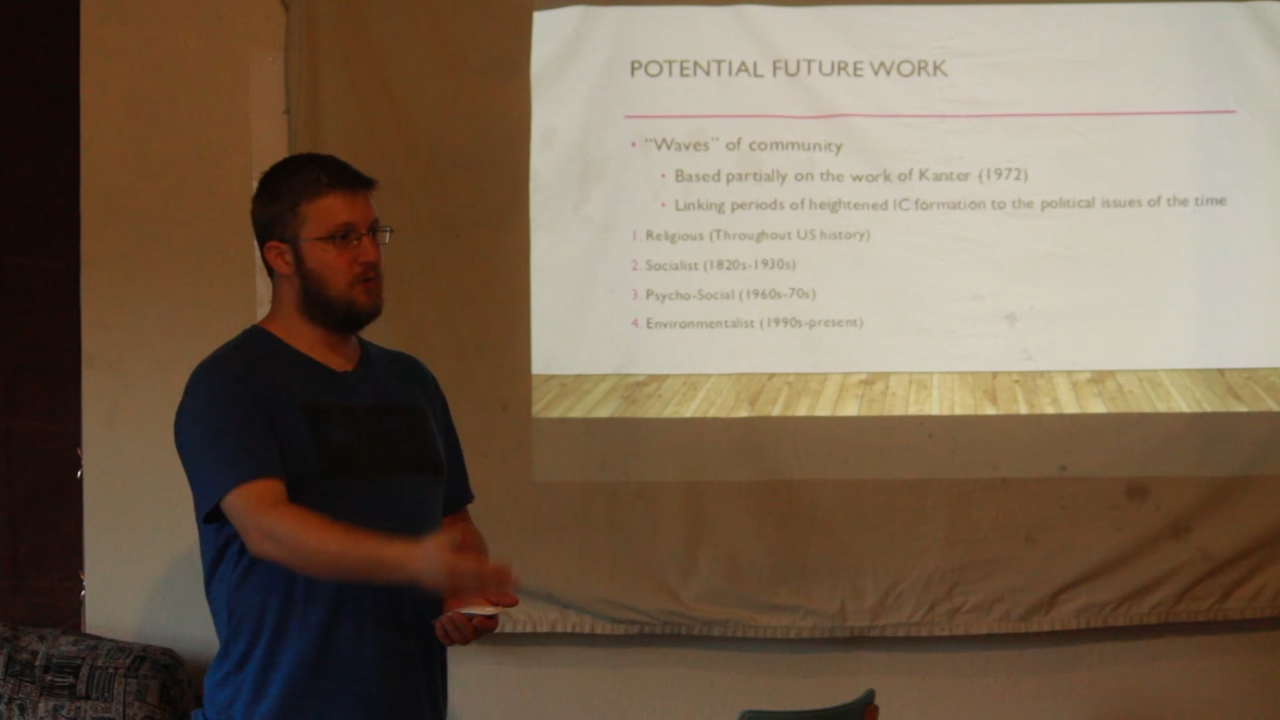 POTENTIAL FUTURE WORK
• "Waves" of community
• Based partially on the work of Kanter (1972)
• Linking periods of heightened IC formation to the political issues of the time
1. Religious (Throughout US history)
2. Socialist (1820s-1930s)
3. Psycho-Social (1960s-70s)
4. Environmentalist (1990s-present)